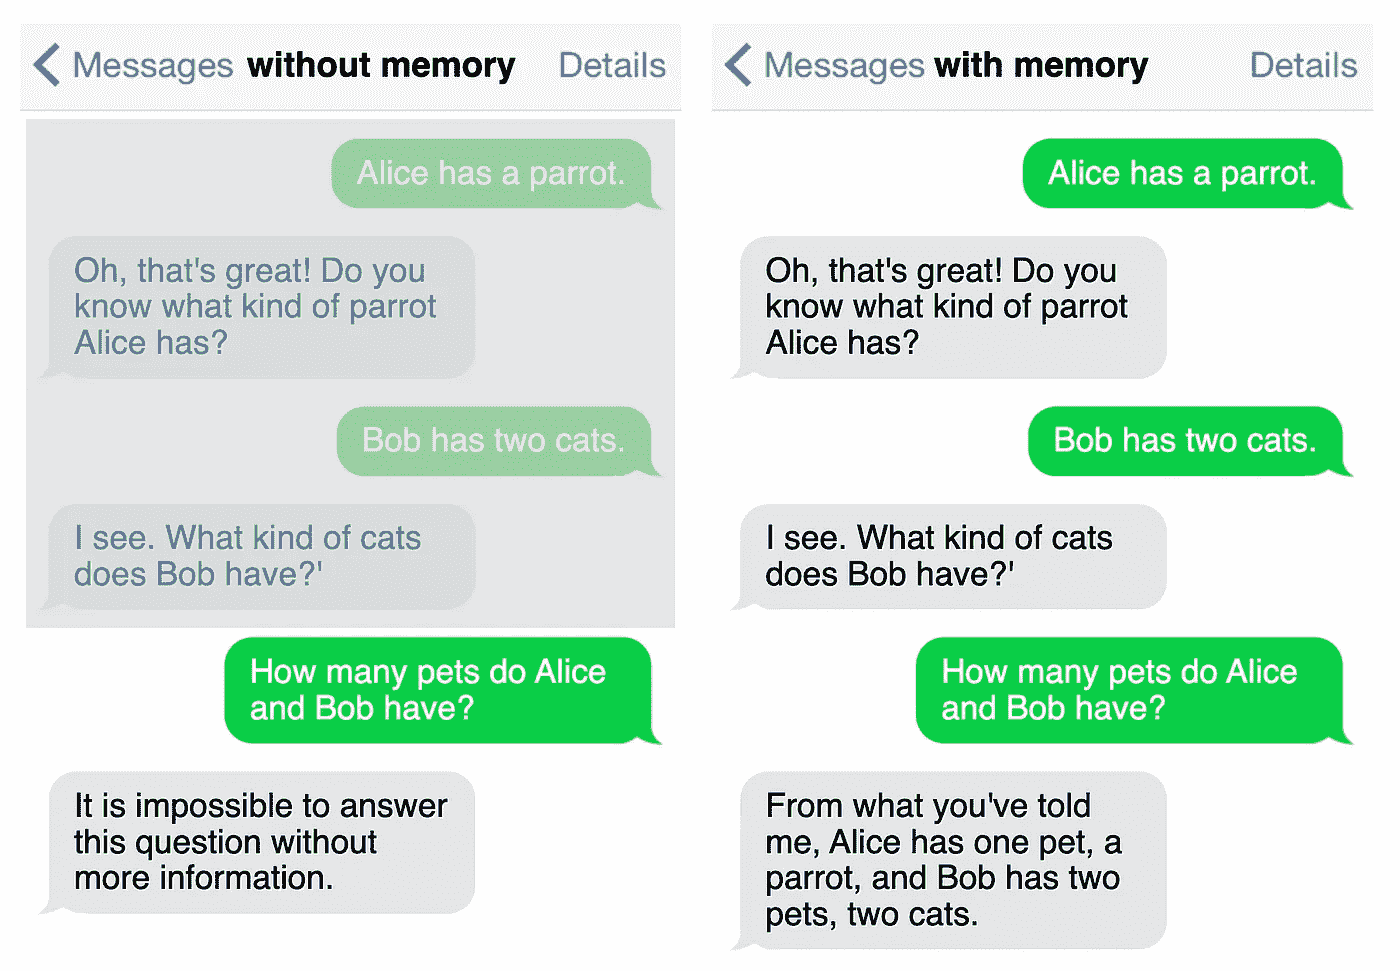 Messages without memory Details
Alice has a parrot.
Oh, that's great! Do you
know what kind of parrot
Alice has?
Bob has two cats.
I see. What kind of cats
does Bob have?'
How many pets do Alice
and Bob have?
It is impossible to answer
this question without
more information.
Messages with memory Details
Alice has a parrot.
Oh, that's great! Do you
know what kind of parrot
Alice has?
Bob has two cats.
I see. What kind of cats
does Bob have?'
How many pets do Alice
and Bob have?
From what you've told
me, Alice has one pet, a
parrot, and Bob has two
pets, two cats.